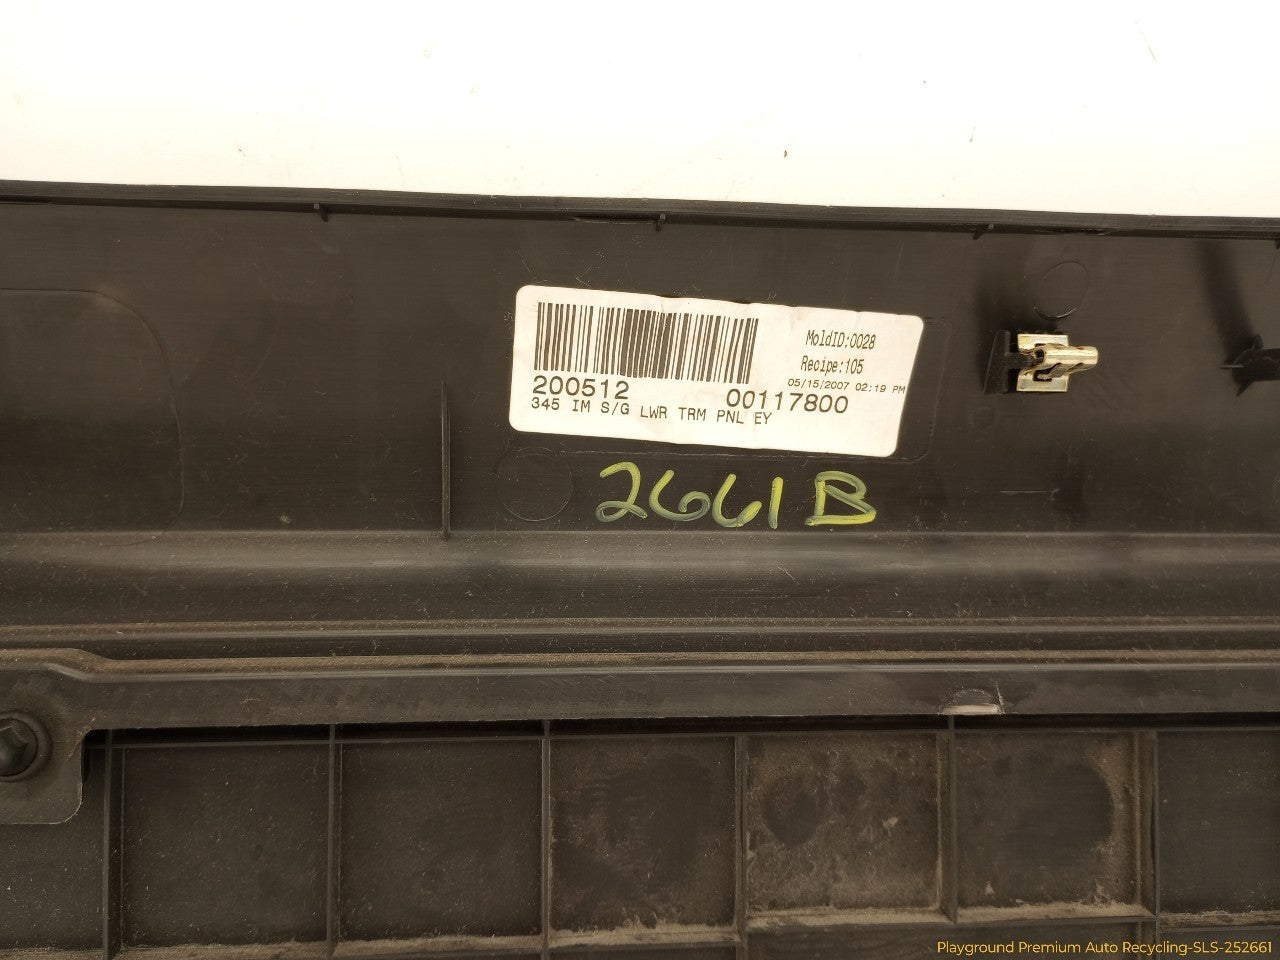 MoldID:0028
Recipe:105
05/15/2007 02:19 PM
200512 00117800
345 IM S/G LWR TRM PNL EY
2661B
Playground Premium Auto Recycling-SLS-252661